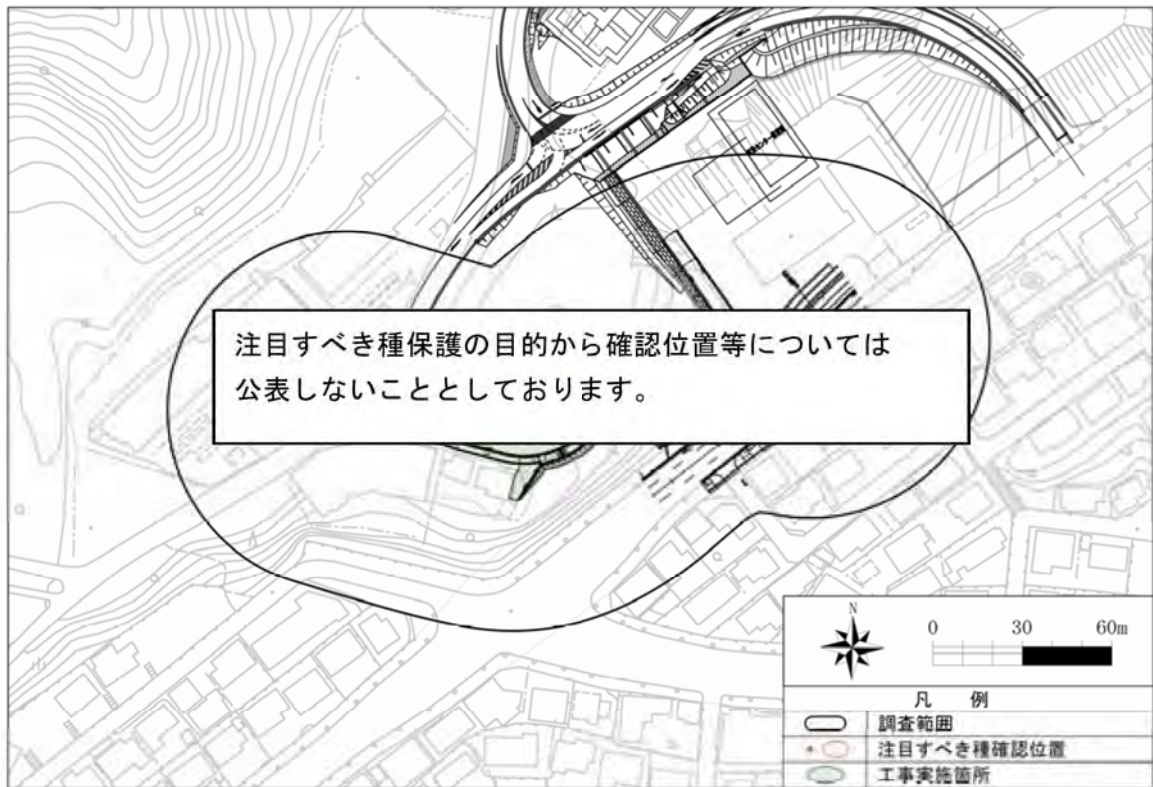 注目すべき種保護の目的から確認位置等については
公表しないこととしております。
N
0 30 60m
凡 例
調査範囲
注目すべき種確認位置
工事実施箇所